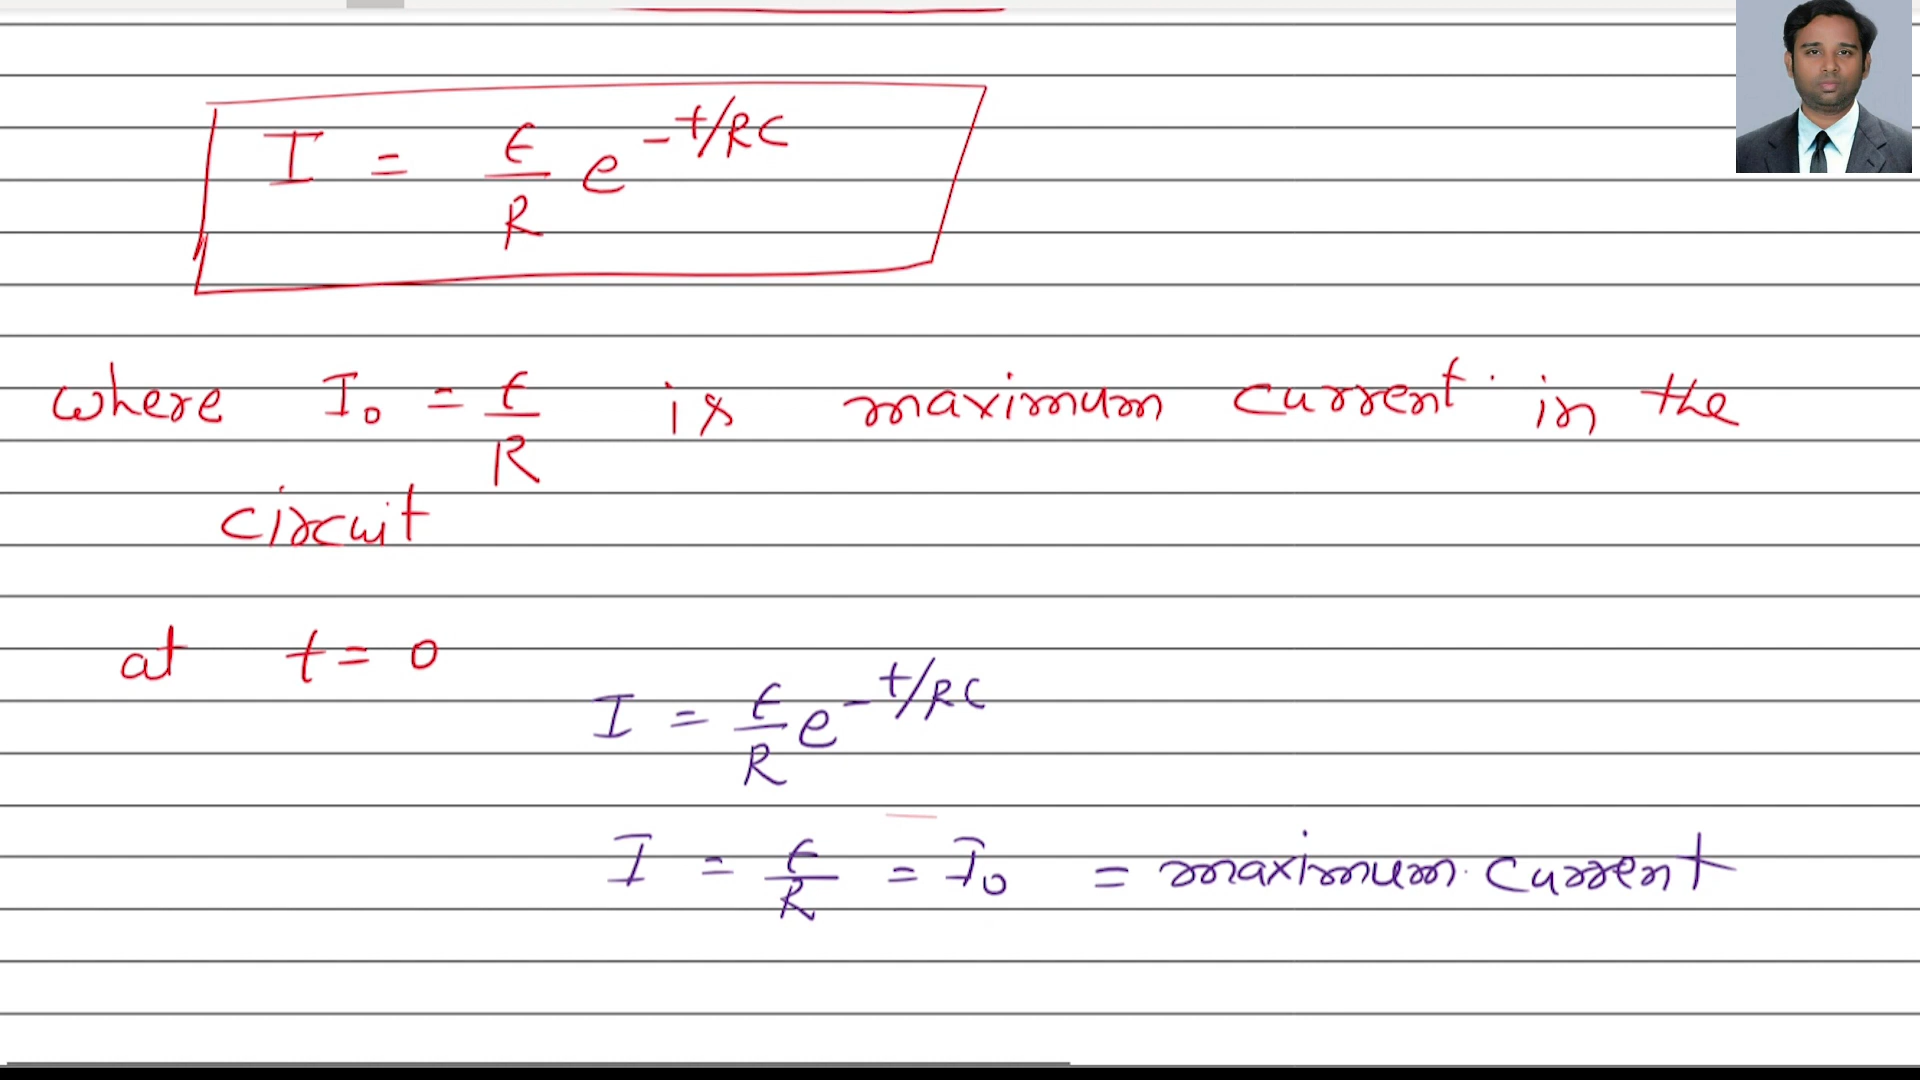 I = ε/R e^-t/RC
where I₀ = ε/R is maximum current in the
circuit
at t = 0
I = ε/R e^-t/RC
I = ε/R = I₀ = maximum current